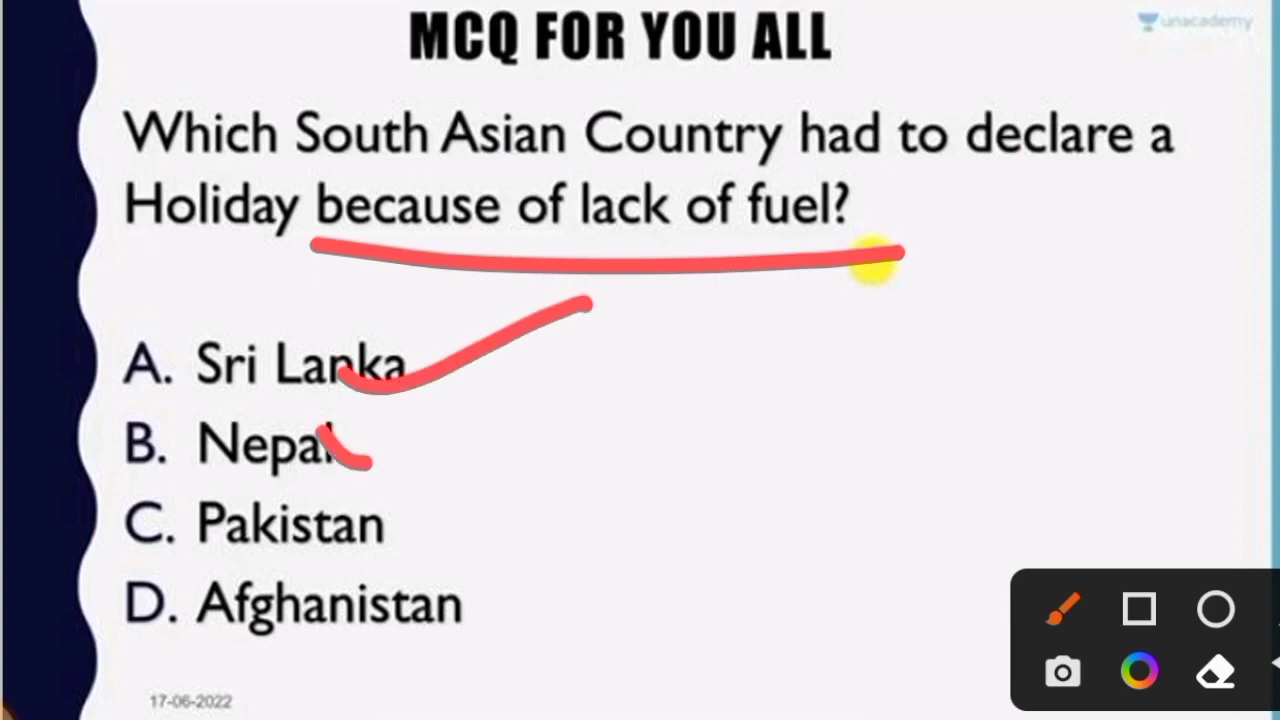 MCQ FOR YOU ALL
unacademy
Which South Asian Country had to declare a
Holiday because of lack of fuel?
A. Sri Lanka
B. Nepal
C. Pakistan
D. Afghanistan
17-06-2022